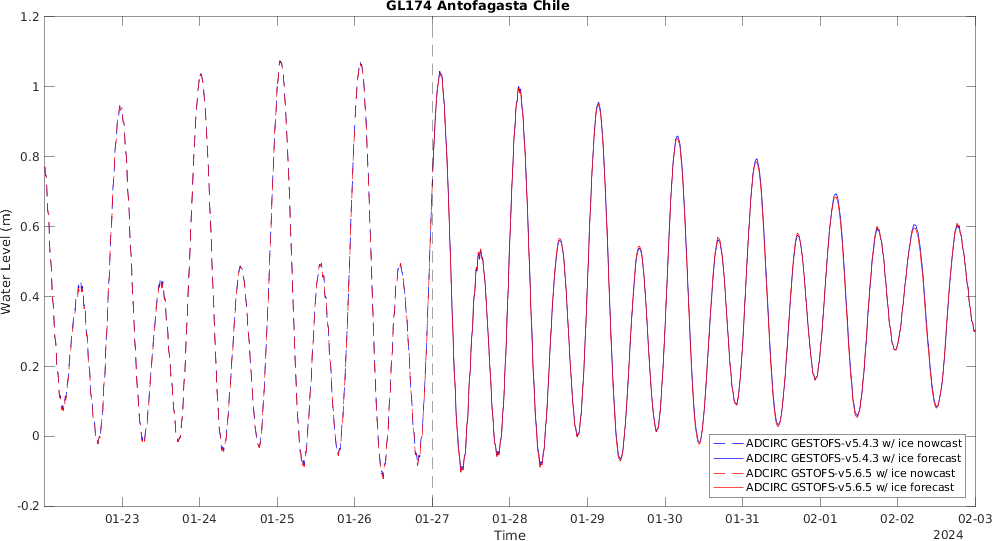 GL174 Antofagasta Chile
1.2
1
0.8
0.6
0.4
0.2
0
-0.2
Water Level (m)
ADCIRC GESTOFS-v5.4.3 w/ ice nowcast
ADCIRC GESTOFS-v5.4.3 w/ ice forecast
ADCIRC GSTOFS-v5.6.5 w/ ice nowcast
ADCIRC GSTOFS-v5.6.5 w/ ice forecast
01-23 01-24 01-25 01-26 01-27 01-28 01-29 01-30 01-31 02-01 02-02 02-03
Time
2024